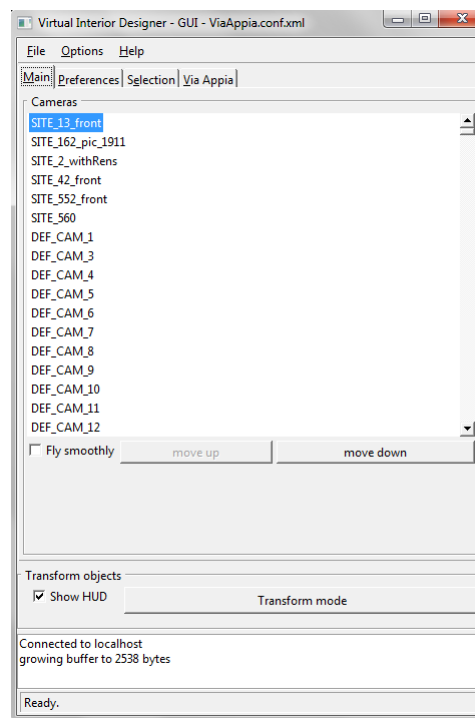 Virtual Interior Designer - GUI - ViaAppia.conf.xml
File Options Help
Main Preferences Selection Via Appia
Cameras
SITE_13_front
SITE_162_pic_1911
SITE_2_withRens
SITE_42_front
SITE_552_front
SITE_560
DEF_CAM_1
DEF_CAM_3
DEF_CAM_4
DEF_CAM_5
DEF_CAM_6
DEF_CAM_7
DEF_CAM_8
DEF_CAM_9
DEF_CAM_10
DEF_CAM_11
DEF_CAM_12
Fly smoothly move up move down
Transform objects
Show HUD Transform mode
Connected to localhost
growing buffer to 2538 bytes
Ready.